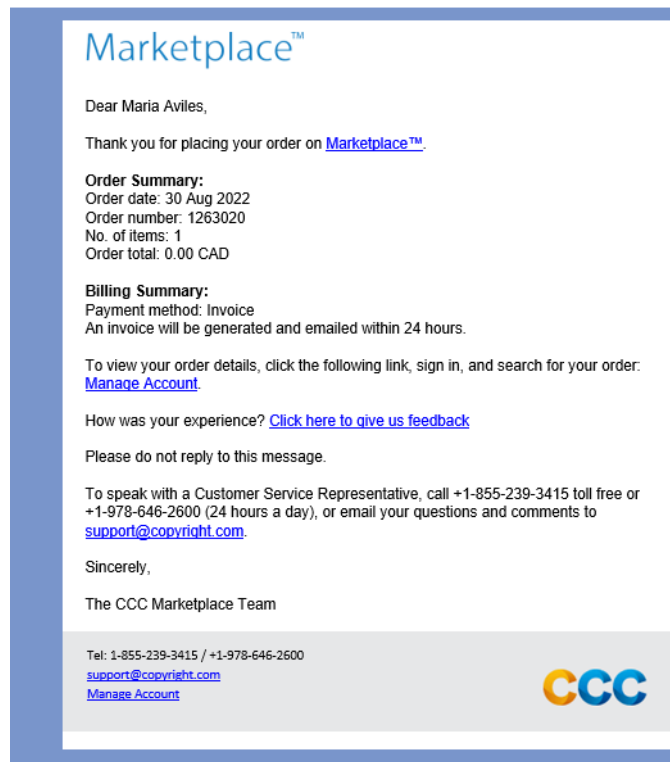 Marketplace™
Dear Maria Aviles,
Thank you for placing your order on Marketplace™.
Order Summary:
Order date: 30 Aug 2022
Order number: 1263020
No. of items: 1
Order total: 0.00 CAD
Billing Summary:
Payment method: Invoice
An invoice will be generated and emailed within 24 hours.
To view your order details, click the following link, sign in, and search for your order:
Manage Account.
How was your experience? Click here to give us feedback
Please do not reply to this message.
To speak with a Customer Service Representative, call +1-855-239-3415 toll free or
+1-978-646-2600 (24 hours a day), or email your questions and comments to
support@copyright.com.
Sincerely,
The CCC Marketplace Team
Tel: 1-855-239-3415 / +1-978-646-2600
support@copyright.com
Manage Account
CCC